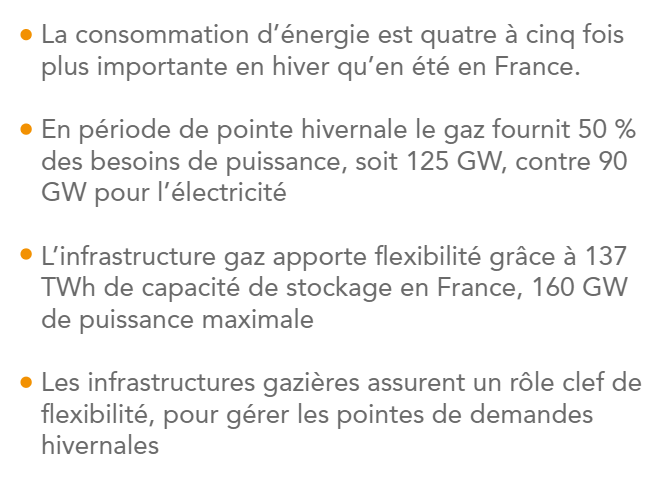 • La consommation d’énergie est quatre à cinq fois
plus importante en hiver qu’en été en France.
• En période de pointe hivernale le gaz fournit 50 %
des besoins de puissance, soit 125 GW, contre 90
GW pour l’électricité
• L’infrastructure gaz apporte flexibilité grâce à 137
TWh de capacité de stockage en France, 160 GW
de puissance maximale
• Les infrastructures gazières assurent un rôle clef de
flexibilité, pour gérer les pointes de demandes
hivernales